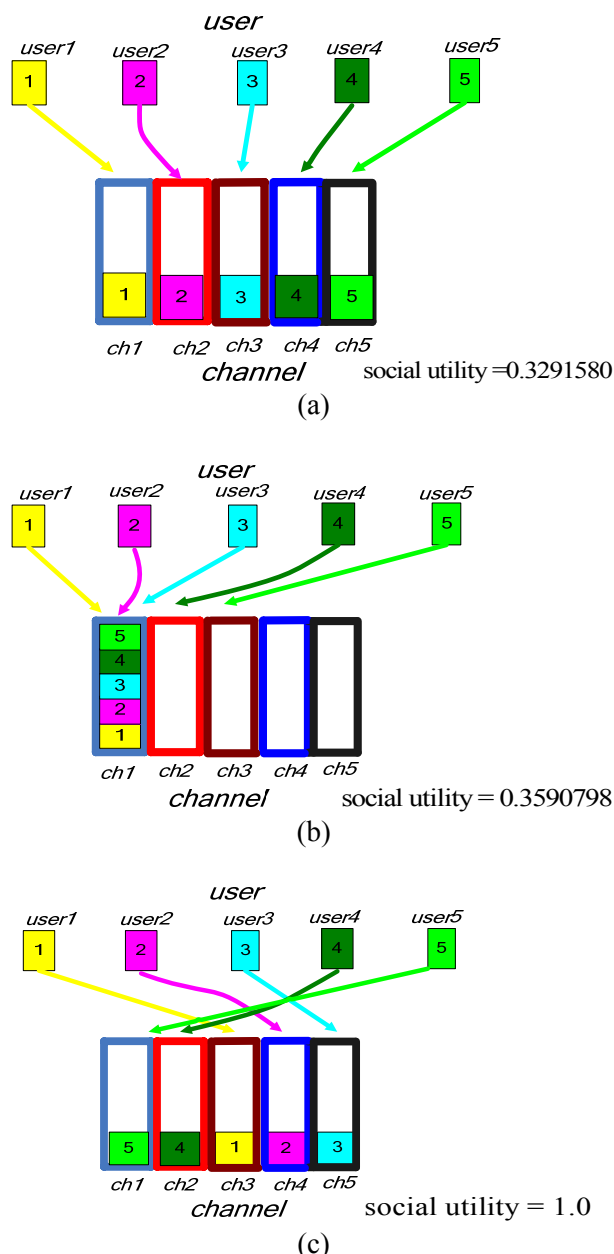 user
user1 user2 user3 user4 user5
1 2 3 4 5
1 2 3 4 5
ch1 ch2 ch3 ch4 ch5
channel social utility =0.3291580
(a)
user
user1 user2 user3 user4 user5
1 2 3 4 5
5
4
3
2
1
ch1 ch2 ch3 ch4 ch5
channel social utility = 0.3590798
(b)
user
user1 user2 user3 user4 user5
1 2 3 4 5
5 4 1 2 3
ch1 ch2 ch3 ch4 ch5
channel social utility = 1.0
(c)